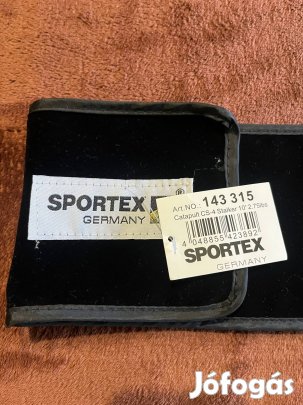 SPORTEX
®
GERMANY
Art.NO.: 143 315
Catapult CS-4 Stalker 10' 2.75lbs
4 048855 423892
SPORTEX
GERMANY
Jófogás